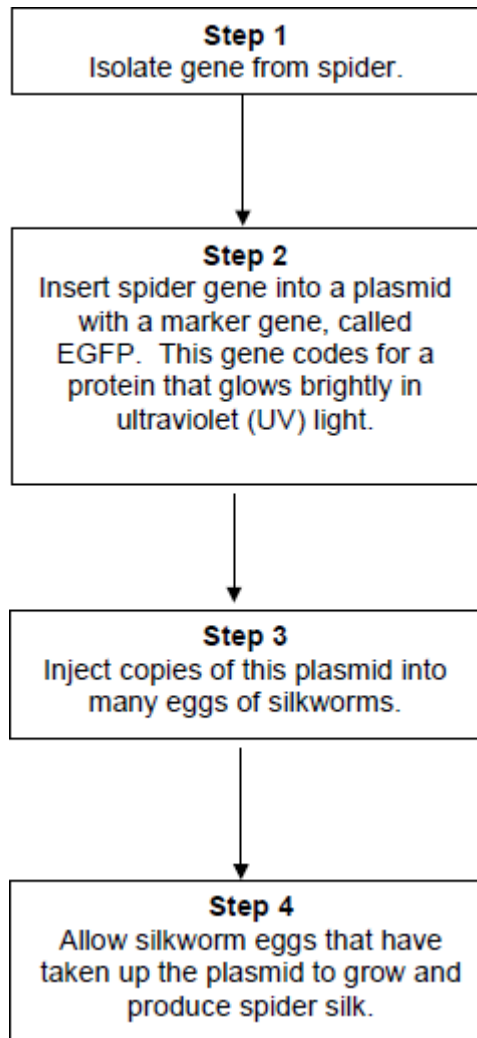 Step 1
Isolate gene from spider.
Step 2
Insert spider gene into a plasmid
with a marker gene, called
EGFP. This gene codes for a
protein that glows brightly in
ultraviolet (UV) light.
Step 3
Inject copies of this plasmid into
many eggs of silkworms.
Step 4
Allow silkworm eggs that have
taken up the plasmid to grow and
produce spider silk.